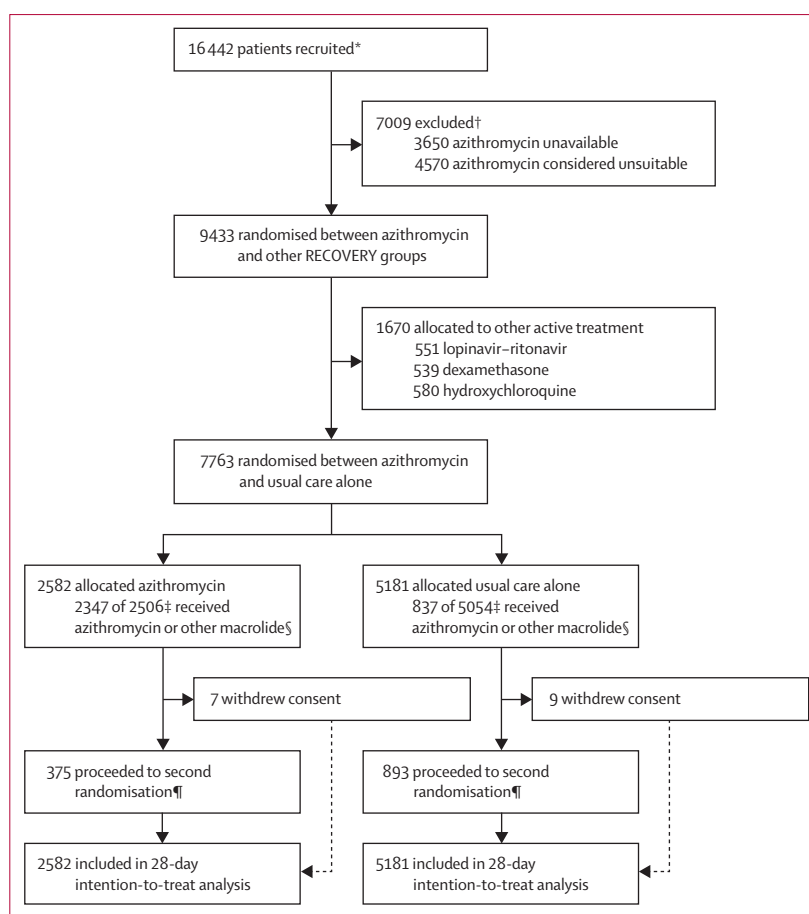 16 442 patients recruited*
7009 excluded†
3650 azithromycin unavailable
4570 azithromycin considered unsuitable
9433 randomised between azithromycin
and other RECOVERY groups
1670 allocated to other active treatment
551 lopinavir–ritonavir
539 dexamethasone
580 hydroxychloroquine
7763 randomised between azithromycin
and usual care alone
2582 allocated azithromycin
2347 of 2506‡ received
azithromycin or other macrolide§
5181 allocated usual care alone
837 of 5054‡ received
azithromycin or other macrolide§
7 withdrew consent
9 withdrew consent
375 proceeded to second
randomisation¶
893 proceeded to second
randomisation¶
2582 included in 28-day
intention-to-treat analysis
5181 included in 28-day
intention-to-treat analysis